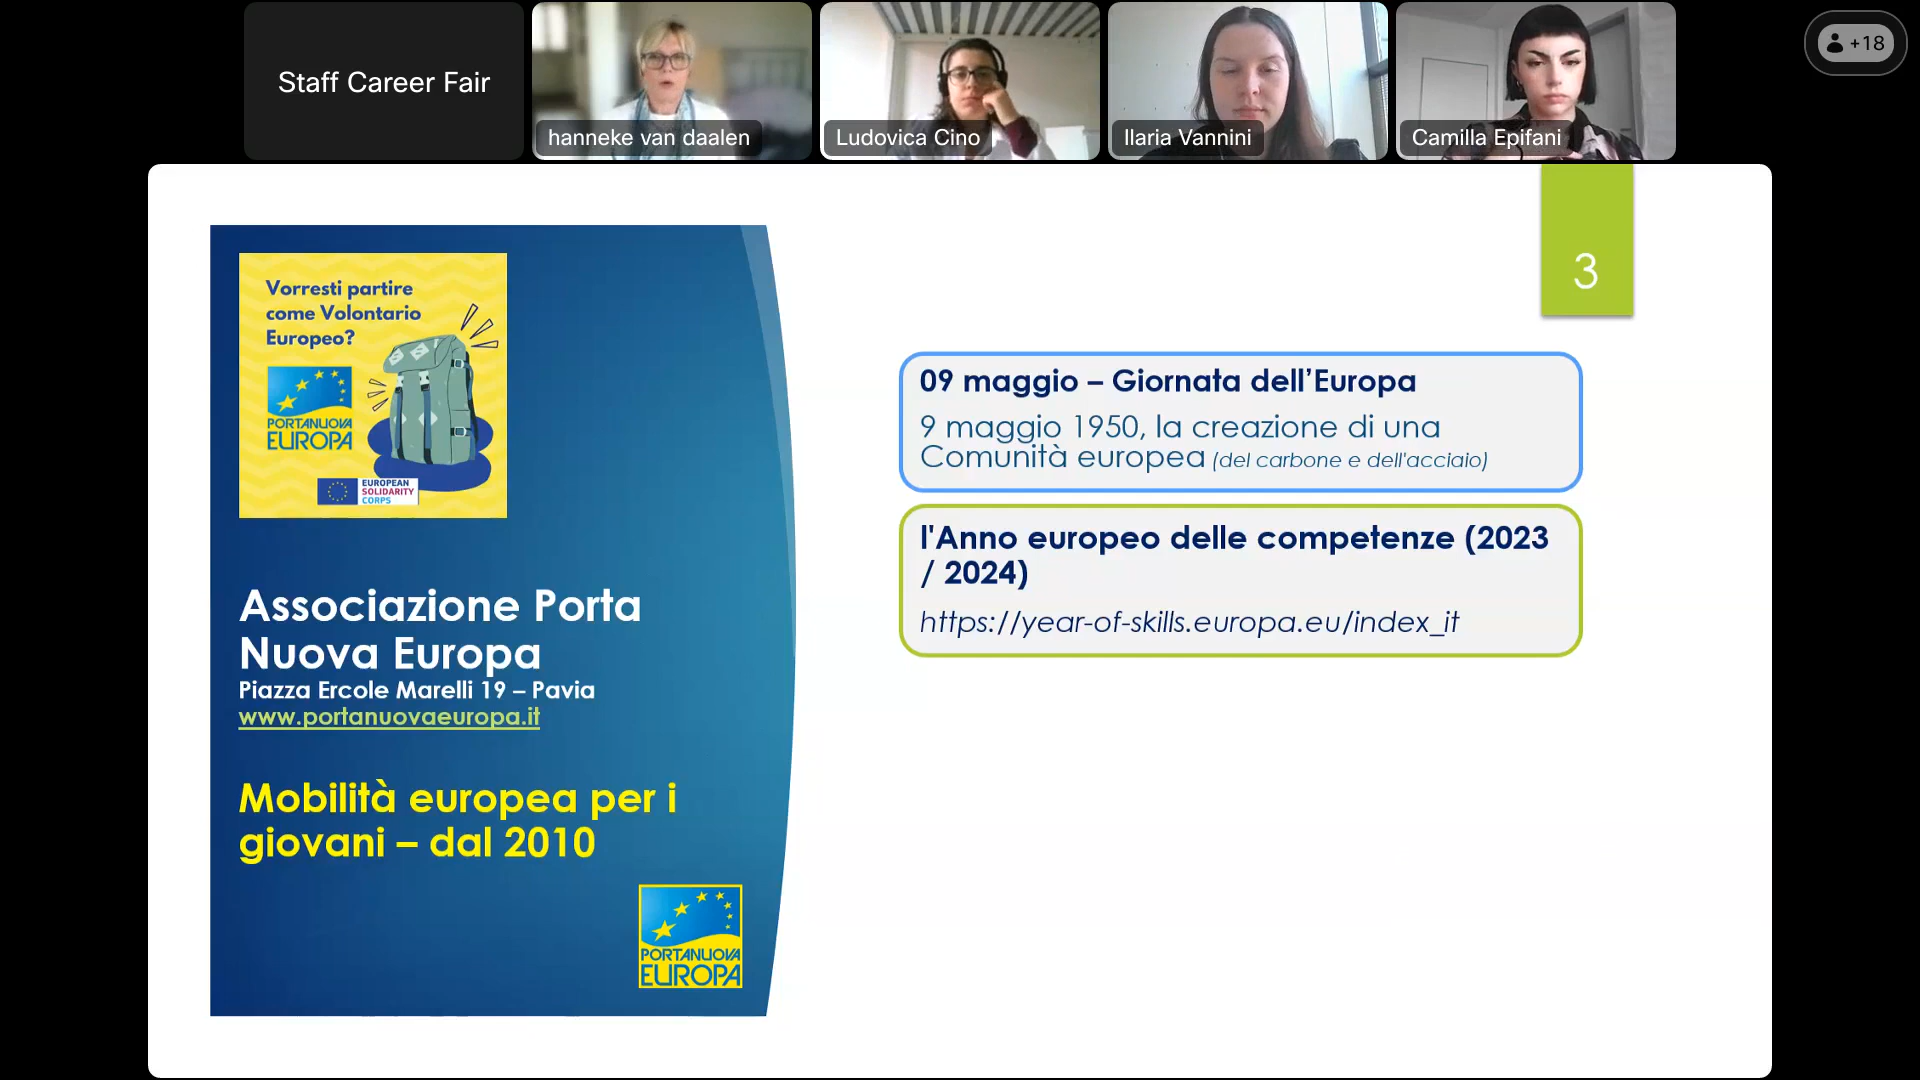 Staff Career Fair
hanneke van daalen
Ludovica Cino
Ilaria Vannini
Camilla Epifani
+18
3
Vorresti partire
come Volontario
Europeo?
PORTANUOVA
EUROPA
EUROPEAN
SOLIDARITY
CORPS
Associazione Porta
Nuova Europa
Piazza Ercole Marelli 19 – Pavia
www.portanuovaeuropa.it
Mobilità europea per i
giovani – dal 2010
PORTANUOVA
EUROPA
09 maggio – Giornata dell’Europa
9 maggio 1950, la creazione di una
Comunità europea (del carbone e dell'acciaio)
l'Anno europeo delle competenze (2023
/ 2024)
https://year-of-skills.europa.eu/index_it